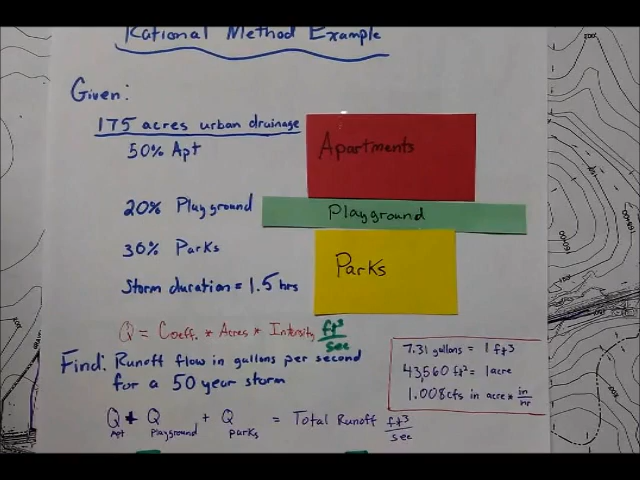 Rational Method Example
Given:
175 acres urban drainage
50% Apt
Apartments
20% Playground
Playground
30% Parks
Parks
Storm duration = 1.5 hrs
Q = Coeff. * Acres * Intensity ft³/sec
Find: Runoff flow in gallons per second
for a 50 year storm
7.31 gallons = 1 ft3
43,560 ft² = 1 acre
1.008 cfs in acre * in/hr
Q Apt + Q Playground + Q parks = Total Runoff ft³/sec